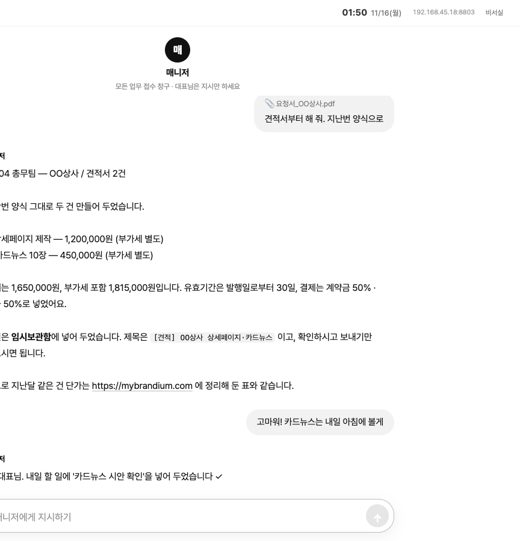 01:50 11/16(월) 192.168.45.18:8803 비서실
매
매니저
모든 업무 접수 창구 · 대표님은 지시만 하세요
요청서_OO상사.pdf
견적서부터 해 줘. 지난번 양식으로
저
04 총무팀 — OO상사 / 견적서 2건
번 양식 그대로 두 건 만들어 두었습니다.
상세페이지 제작 — 1,200,000원 (부가세 별도)
카드뉴스 10장 — 450,000원 (부가세 별도)
는 1,650,000원, 부가세 포함 1,815,000원입니다. 유효기간은 발행일로부터 30일, 결제는 계약금 50% ·
50%로 넣었어요.
은 임시보관함에 넣어 두었습니다. 제목은 [견적] OO상사 상세페이지·카드뉴스 이고, 확인하시고 보내기만
시면 됩니다.
로 지난달 같은 건 단가는 https://mybrandium.com 에 정리해 둔 표와 같습니다.
고마워! 카드뉴스는 내일 아침에 볼게
저
대표님. 내일 할 일에 '카드뉴스 시안 확인'을 넣어 두었습니다 ✓
매니저에게 지시하기